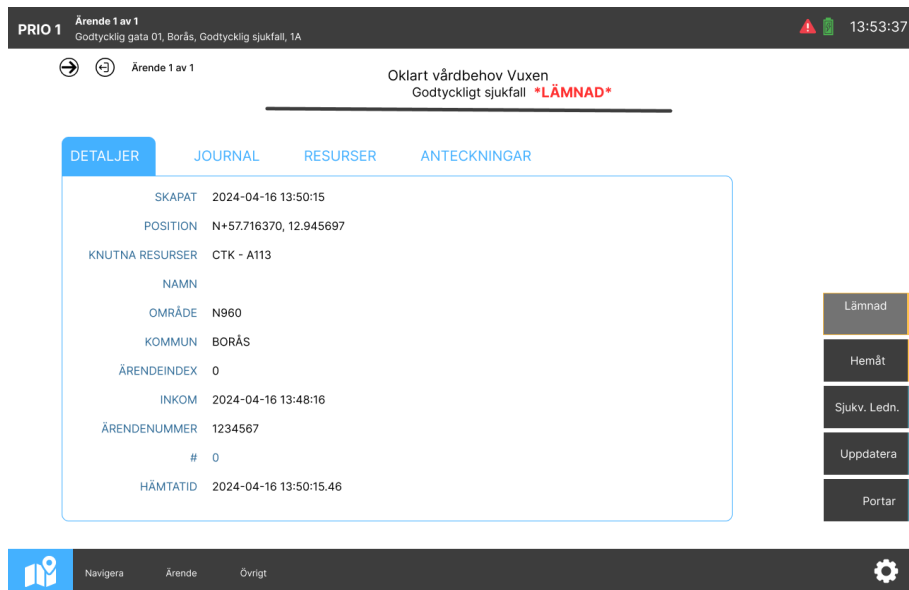 PRIO 1
Ärende 1 av 1
Godtycklig gata 01, Borås, Godtycklig sjukfall, 1A
13:53:37
Ärende 1 av 1
Oklart vårdbehov Vuxen
Godtyckligt sjukfall *LÄMNAD*
DETALJER JOURNAL RESURSER ANTECKNINGAR
SKAPAT 2024-04-16 13:50:15
POSITION N+57.716370, 12.945697
KNUTNA RESURSER CTK - A113
NAMN
OMRÅDE N960
KOMMUN BORÅS
ÄRENDEINDEX 0
INKOM 2024-04-16 13:48:16
ÄRENDENUMMER 1234567
# 0
HÄMTATID 2024-04-16 13:50:15.46
Lämnad
Hemåt
Sjukv. Ledn.
Uppdatera
Portar
Navigera Ärende Övrigt